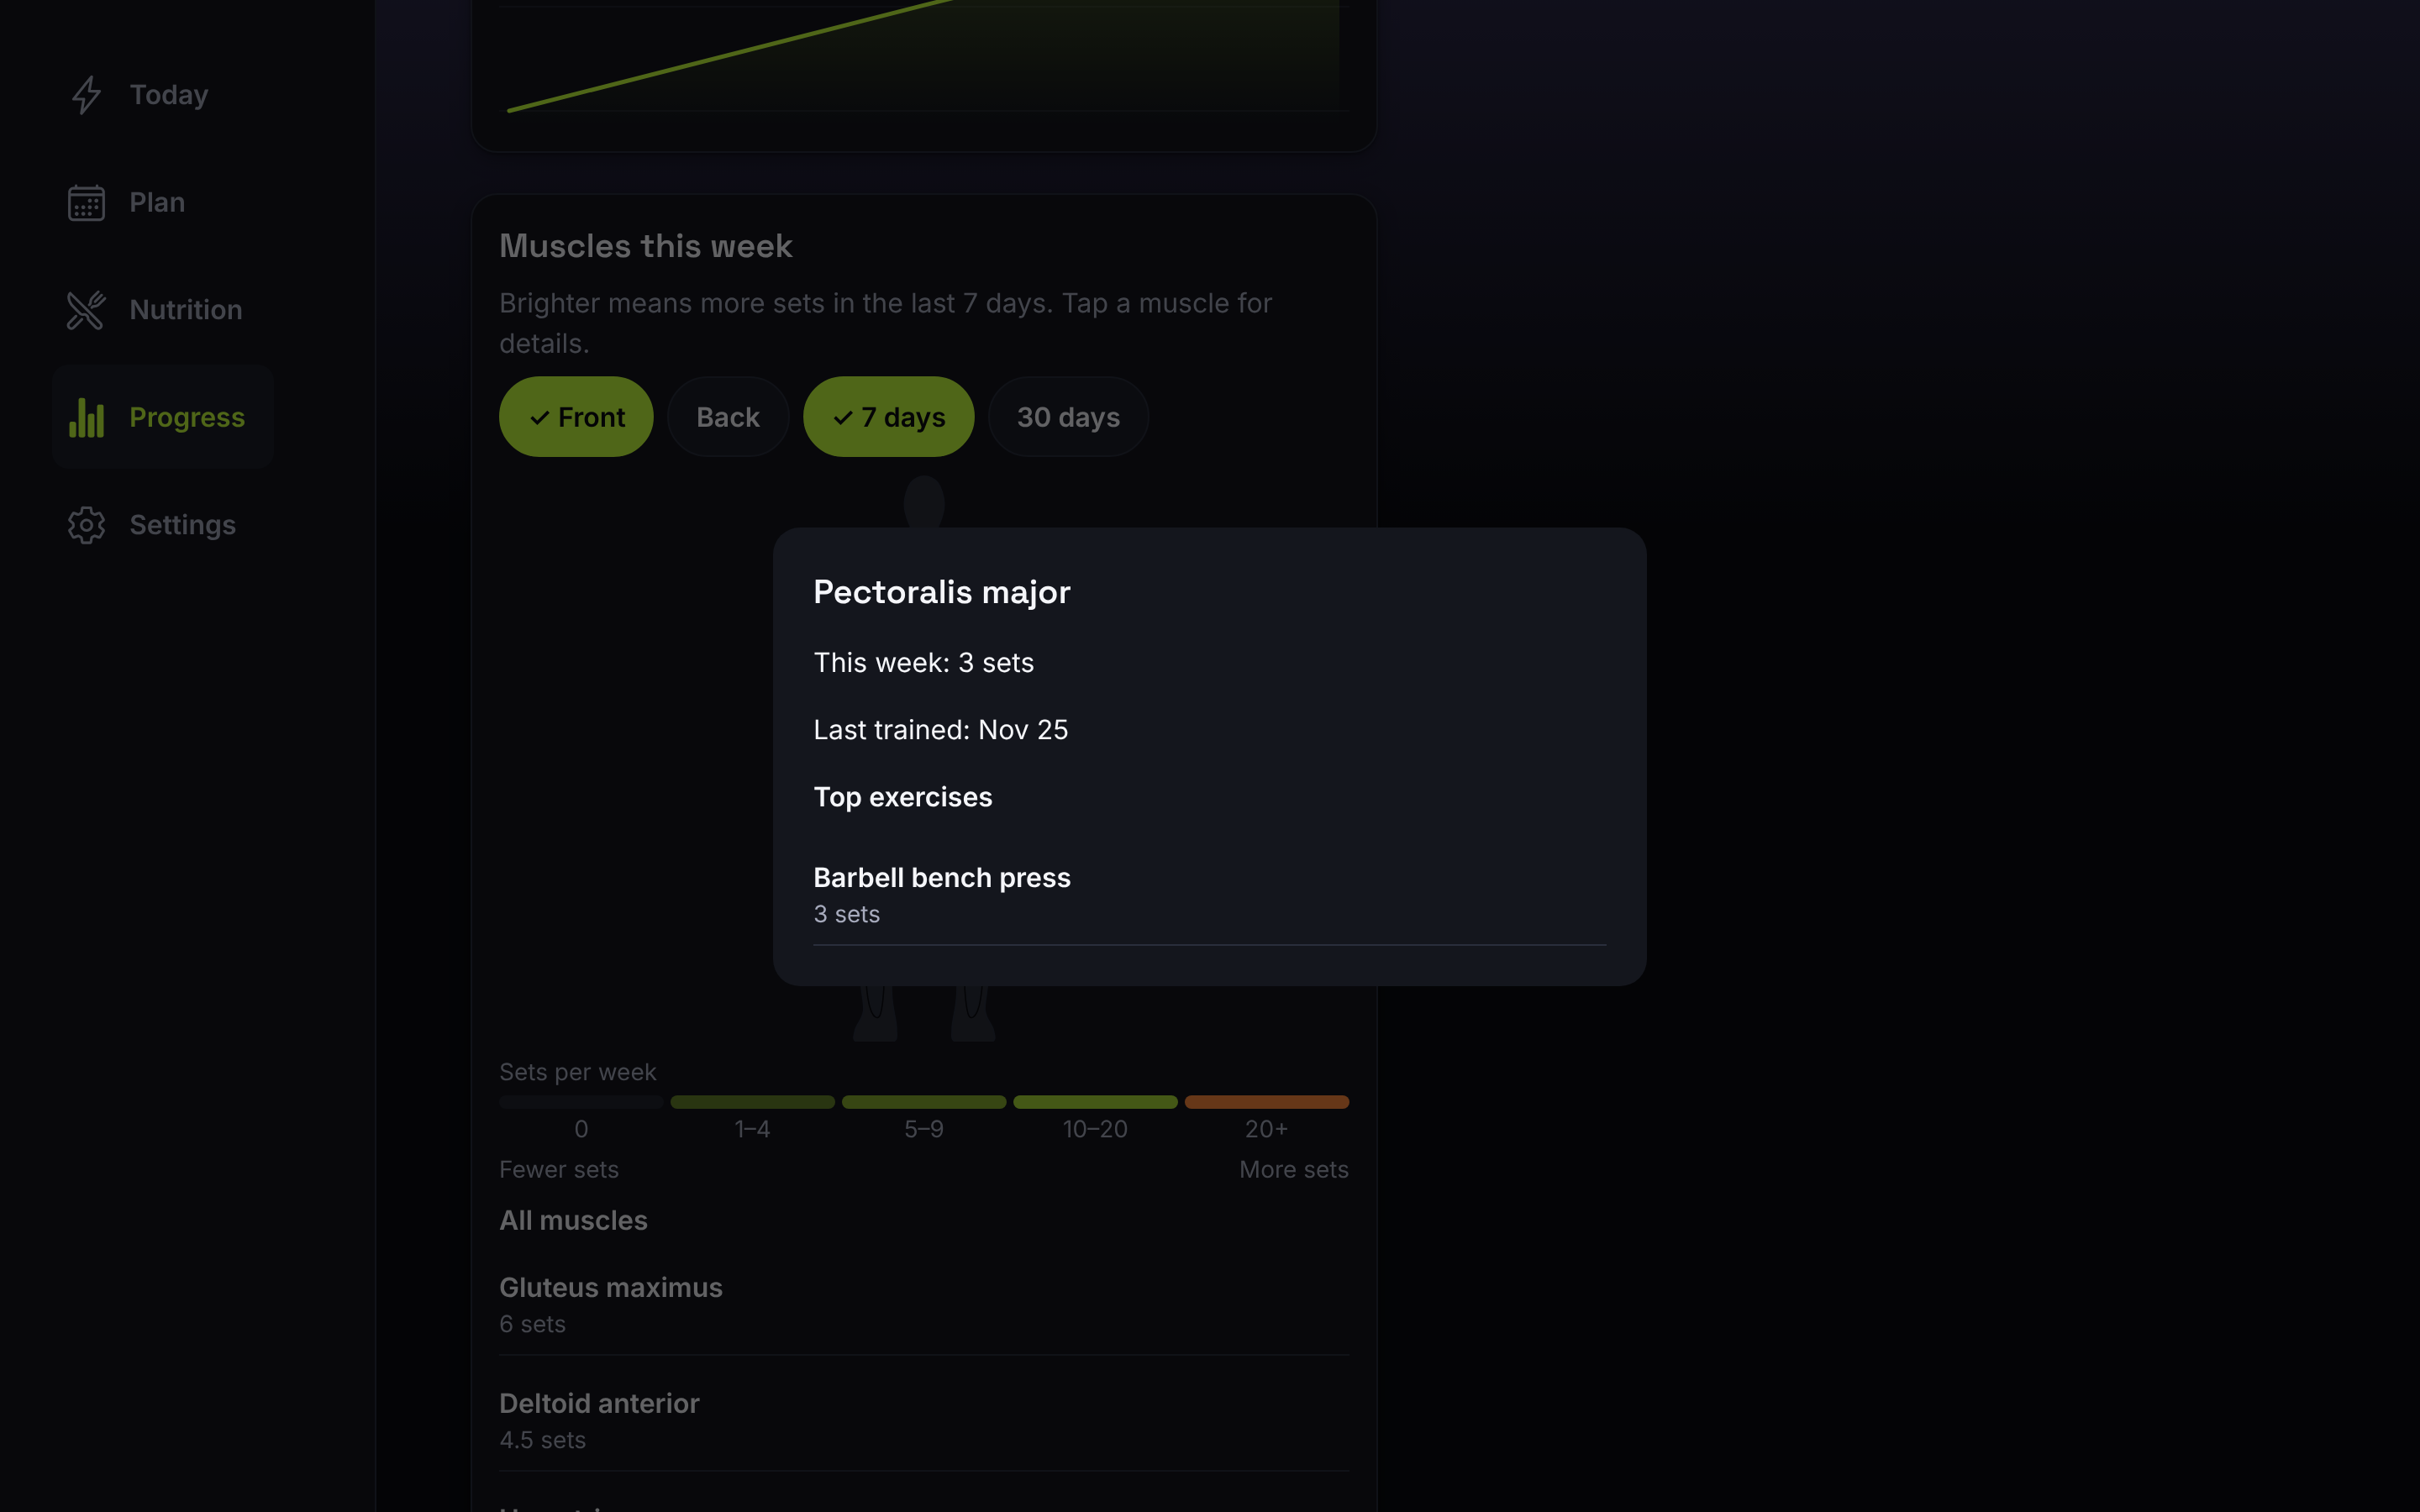 Today
Plan
Nutrition
Progress
Settings
Muscles this week
Brighter means more sets in the last 7 days. Tap a muscle for
details.
Front
Back
7 days
30 days
Pectoralis major
This week: 3 sets
Last trained: Nov 25
Top exercises
Barbell bench press
3 sets
Sets per week
0
1–4
5–9
10–20
20+
Fewer sets
More sets
All muscles
Gluteus maximus
6 sets
Deltoid anterior
4.5 sets